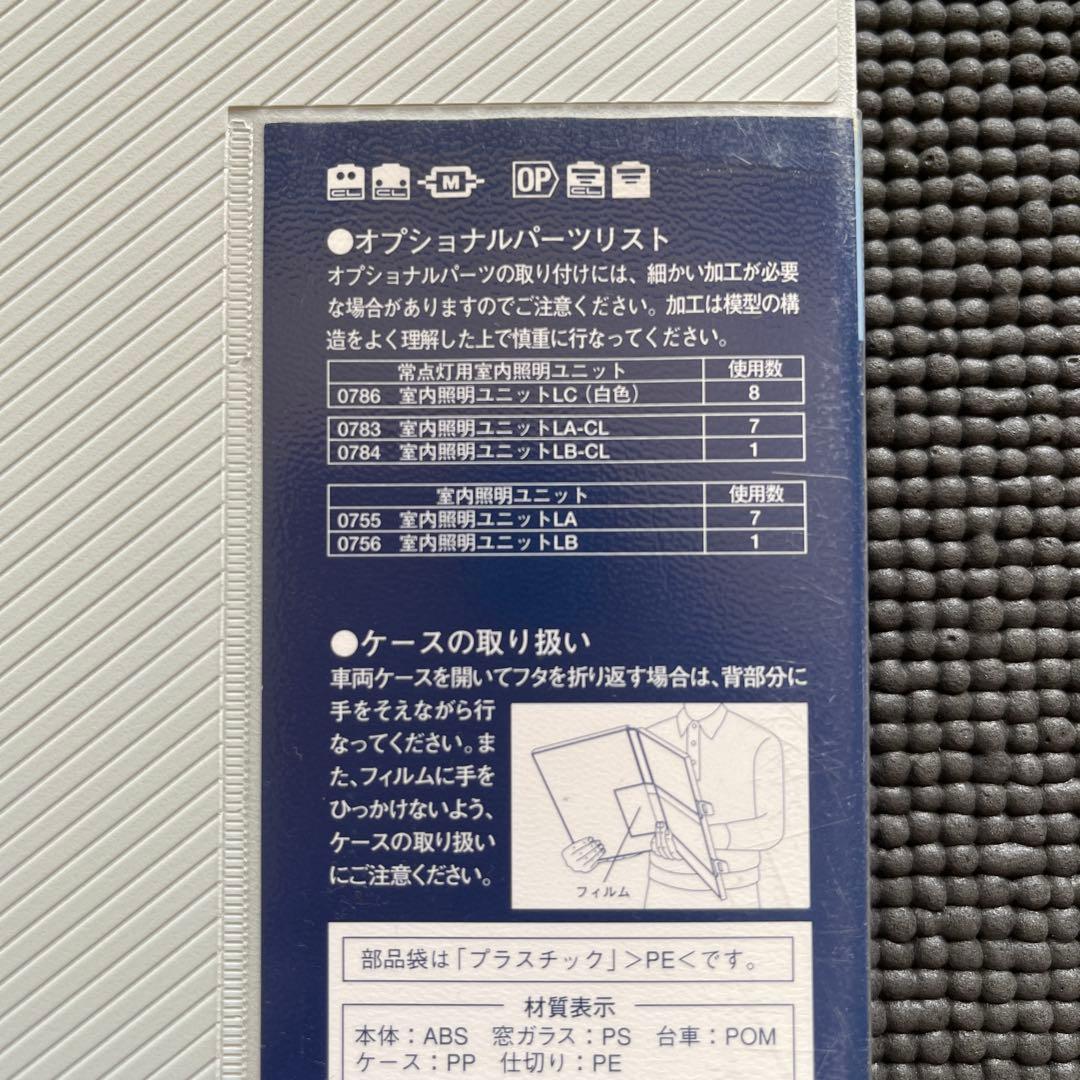 CL CL M OP CL
●オプショナルパーツリスト
オプショナルパーツの取り付けには、細かい加工が必要
な場合がありますのでご注意ください。加工は模型の構
造をよく理解した上で慎重に行なってください。
常点灯用室内照明ユニット 使用数
0786 室内照明ユニットLC(白色) 8
0783 室内照明ユニットLA-CL 7
0784 室内照明ユニットLB-CL 1
室内照明ユニット 使用数
0755 室内照明ユニットLA 7
0756 室内照明ユニットLB 1
●ケースの取り扱い
車両ケースを開いてフタを折り返す場合は、背部分に
手をそえながら行
なってください。ま
た、フィルムに手を
ひっかけないよう、
ケースの取り扱い
にご注意ください。
フィルム
部品袋は「プラスチック」>PE<です。
材質表示
本体:ABS 窓ガラス:PS 台車:POM
ケース:PP 仕切り:PE